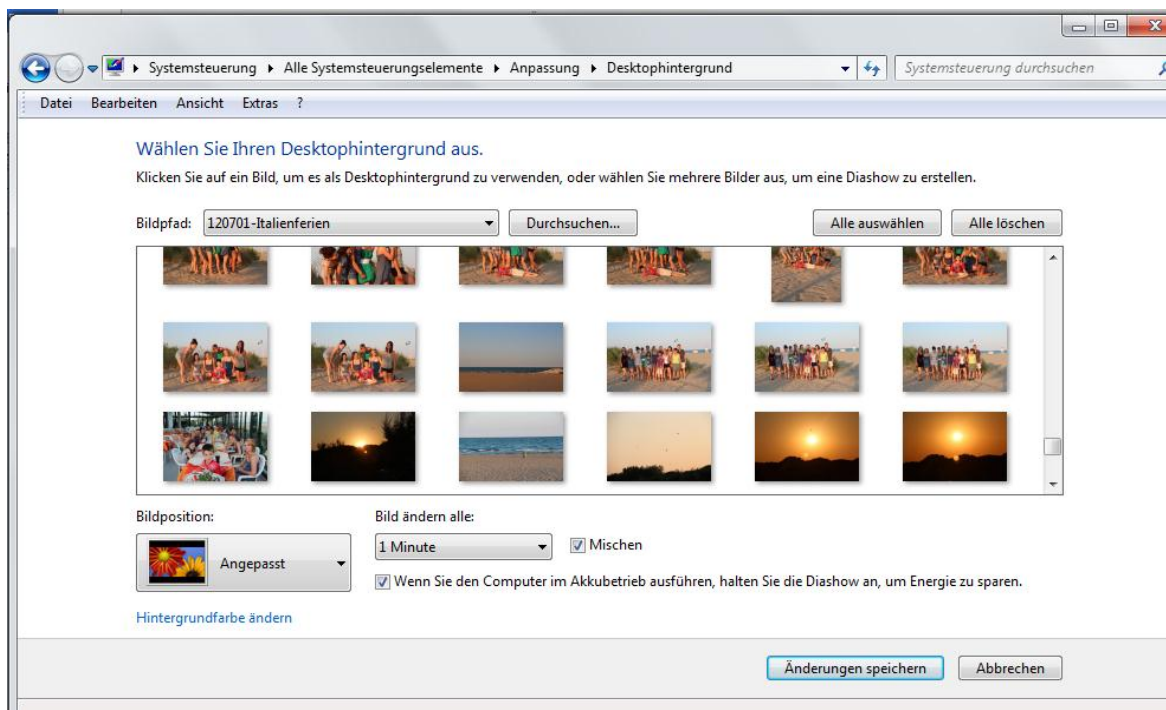 Systemsteuerung Alle Systemsteuerungselemente Anpassung Desktophintergrund Systemsteuerung durchsuchen
Datei Bearbeiten Ansicht Extras ?
Wählen Sie Ihren Desktophintergrund aus.
Klicken Sie auf ein Bild, um es als Desktophintergrund zu verwenden, oder wählen Sie mehrere Bilder aus, um eine Diashow zu erstellen.
Bildpfad: 120701-Italienferien Durchsuchen... Alle auswählen Alle löschen
Bildposition: Bild ändern alle:
Angepasst 1 Minute Mischen
Wenn Sie den Computer im Akkubetrieb ausführen, halten Sie die Diashow an, um Energie zu sparen.
Hintergrundfarbe ändern
Änderungen speichern Abbrechen